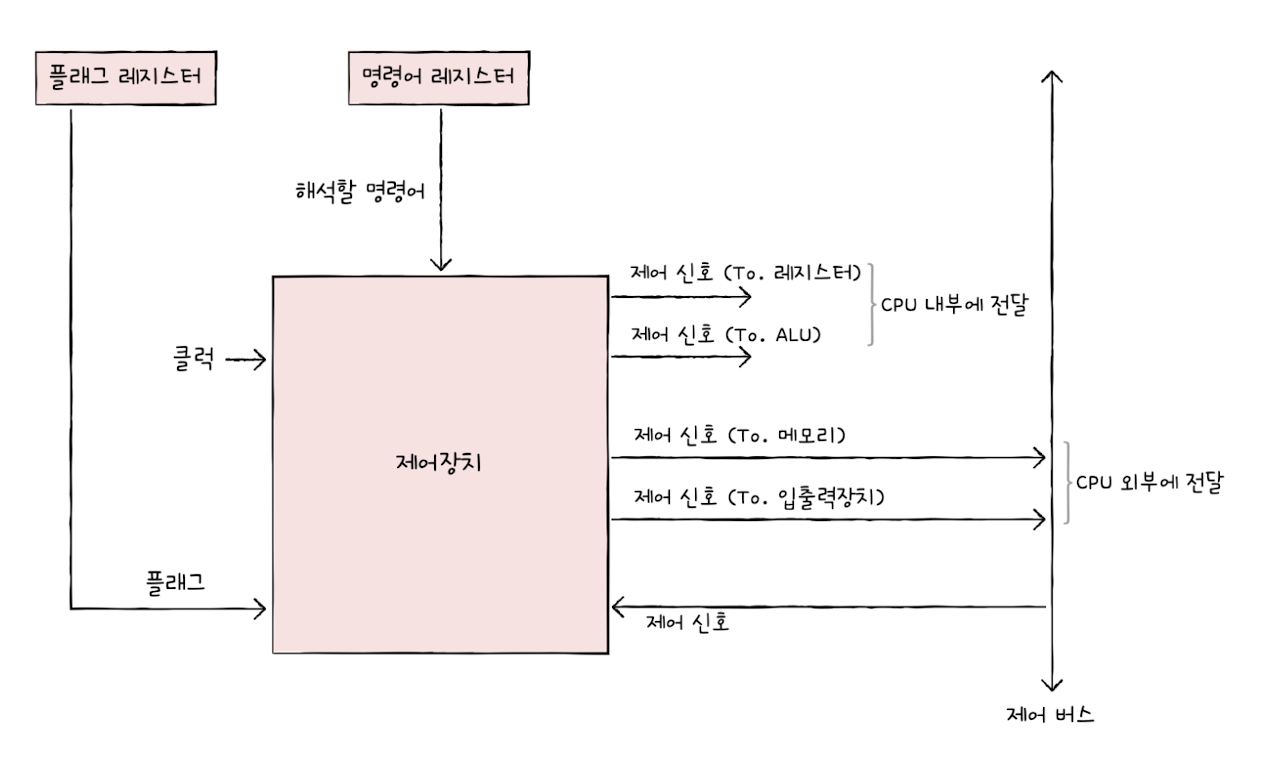 플래그 레지스터
명령어 레지스터
해석할 명령어
제어 신호 (To. 레지스터)
CPU 내부에 전달
제어 신호 (To. ALU)
클럭
제어장치
제어 신호 (To. 메모리)
CPU 외부에 전달
제어 신호 (To. 입출력장치)
플래그
제어 신호
제어 버스